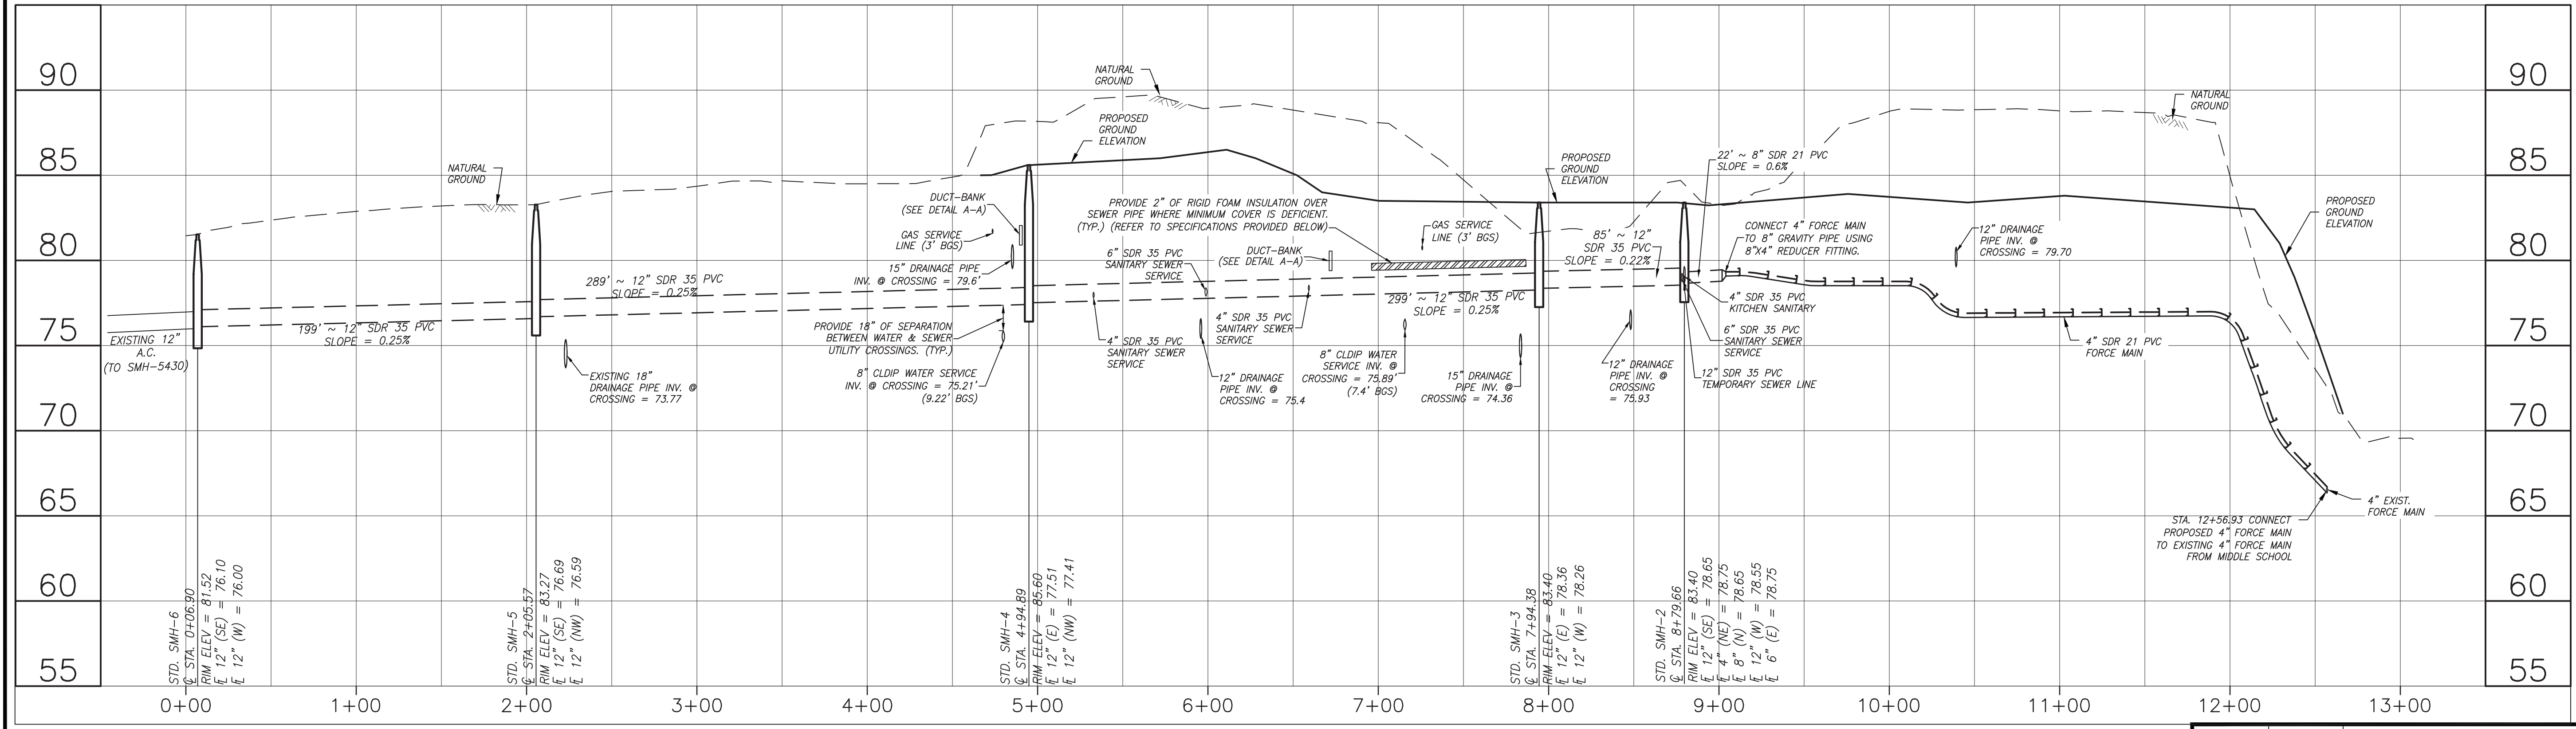 90
85
80
75
70
65
60
55
EXISTING 12"
A.C.
(TO SMH-5430)
199' ~ 12" SDR 35 PVC
SLOPE = 0.25%
NATURAL
GROUND
289' ~ 12" SDR 35 PVC
SLOPE = 0.25%
EXISTING 18"
DRAINAGE PIPE INV. @
CROSSING = 73.77
DUCT-BANK
(SEE DETAIL A-A)
GAS SERVICE
LINE (3' BGS)
15" DRAINAGE PIPE
INV. @ CROSSING = 79.6'
PROVIDE 18" OF SEPARATION
BETWEEN WATER & SEWER
UTILITY CROSSINGS. (TYP.)
8" CLDIP WATER SERVICE
INV. @ CROSSING = 75.21'
(9.22' BGS)
NATURAL
GROUND
PROPOSED
GROUND
ELEVATION
PROVIDE 2" OF RIGID FOAM INSULATION OVER
SEWER PIPE WHERE MINIMUM COVER IS DEFICIENT.
(TYP.) (REFER TO SPECIFICATIONS PROVIDED BELOW)
6" SDR 35 PVC
SANITARY SEWER
SERVICE
DUCT-BANK
(SEE DETAIL A-A)
4" SDR 35 PVC
SANITARY SEWER
SERVICE
4" SDR 35 PVC
SANITARY SEWER
SERVICE
12" DRAINAGE
PIPE INV. @
CROSSING = 75.4
8" CLDIP WATER
SERVICE INV. @
CROSSING = 75.89'
(7.4' BGS)
299' ~ 12" SDR 35 PVC
SLOPE = 0.25%
GAS SERVICE
LINE (3' BGS)
15" DRAINAGE
PIPE INV. @
CROSSING = 74.36
PROPOSED
GROUND
ELEVATION
85' ~ 12"
SDR 35 PVC
SLOPE = 0.22%
12" DRAINAGE
PIPE INV. @
CROSSING
= 75.93
22' ~ 8" SDR 21 PVC
SLOPE = 0.6%
CONNECT 4" FORCE MAIN
TO 8" GRAVITY PIPE USING
8"X4" REDUCER FITTING.
4" SDR 35 PVC
KITCHEN SANITARY
6" SDR 35 PVC
SANITARY SEWER
SERVICE
12" SDR 35 PVC
TEMPORARY SEWER LINE
12" DRAINAGE
PIPE INV. @
CROSSING = 79.70
4" SDR 21 PVC
FORCE MAIN
NATURAL
GROUND
PROPOSED
GROUND
ELEVATION
4" EXIST.
FORCE MAIN
STA. 12+56.93 CONNECT
PROPOSED 4" FORCE MAIN
TO EXISTING 4" FORCE MAIN
FROM MIDDLE SCHOOL
STD. SMH-6
℄ STA. 0+06.90
RIM ELEV = 81.52
FL 12" (SE) = 76.10
FL 12" (W) = 76.00
STD. SMH-5
℄ STA. 2+05.57
RIM ELEV = 83.27
FL 12" (SE) = 76.69
FL 12" (NW) = 76.59
STD. SMH-4
℄ STA. 4+94.89
RIM ELEV = 85.60
FL 12" (E) = 77.51
FL 12" (NW) = 77.41
STD. SMH-3
℄ STA. 7+94.38
RIM ELEV = 83.40
FL 12" (E) = 78.36
FL 12" (W) = 78.26
STD. SMH-2
℄ STA. 8+79.66
RIM ELEV = 83.40
FL 12" (SE) = 78.65
FL 4" (NE) = 78.75
FL 8" (N) = 78.65
FL 12" (W) = 78.55
FL 6" (E) = 78.75
90
85
80
75
70
65
60
55
0+00 1+00 2+00 3+00 4+00 5+00 6+00 7+00 8+00 9+00 10+00 11+00 12+00 13+00